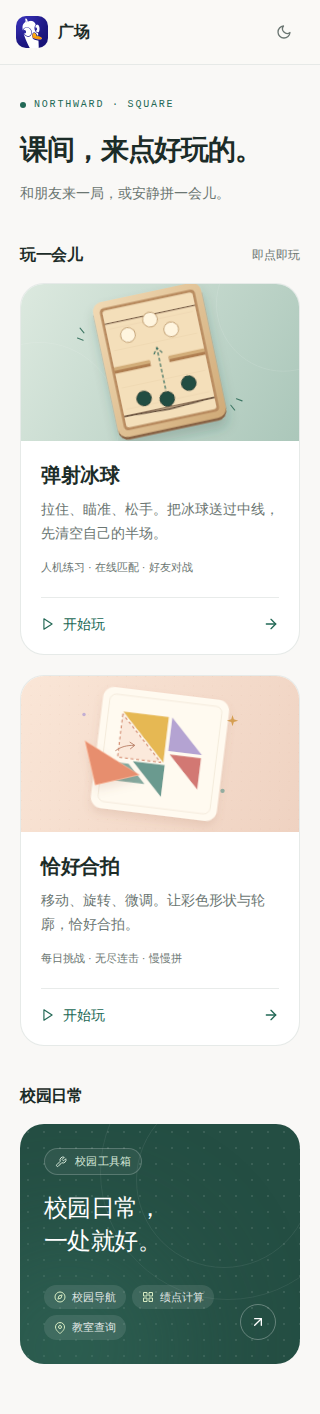 广场
NORTHWARD · SQUARE
课间，来点好玩的。
和朋友来一局，或安静拼一会儿。
玩一会儿
即点即玩
弹射冰球
拉住、瞄准、松手。把冰球送过中线，
先清空自己的半场。
人机练习 · 在线匹配 · 好友对战
开始玩
恰好合拍
移动、旋转、微调。让彩色形状与轮
廓，恰好合拍。
每日挑战 · 无尽连击 · 慢慢拼
开始玩
校园日常
校园工具箱
校园日常，
一处就好。
校园导航
绩点计算
教室查询